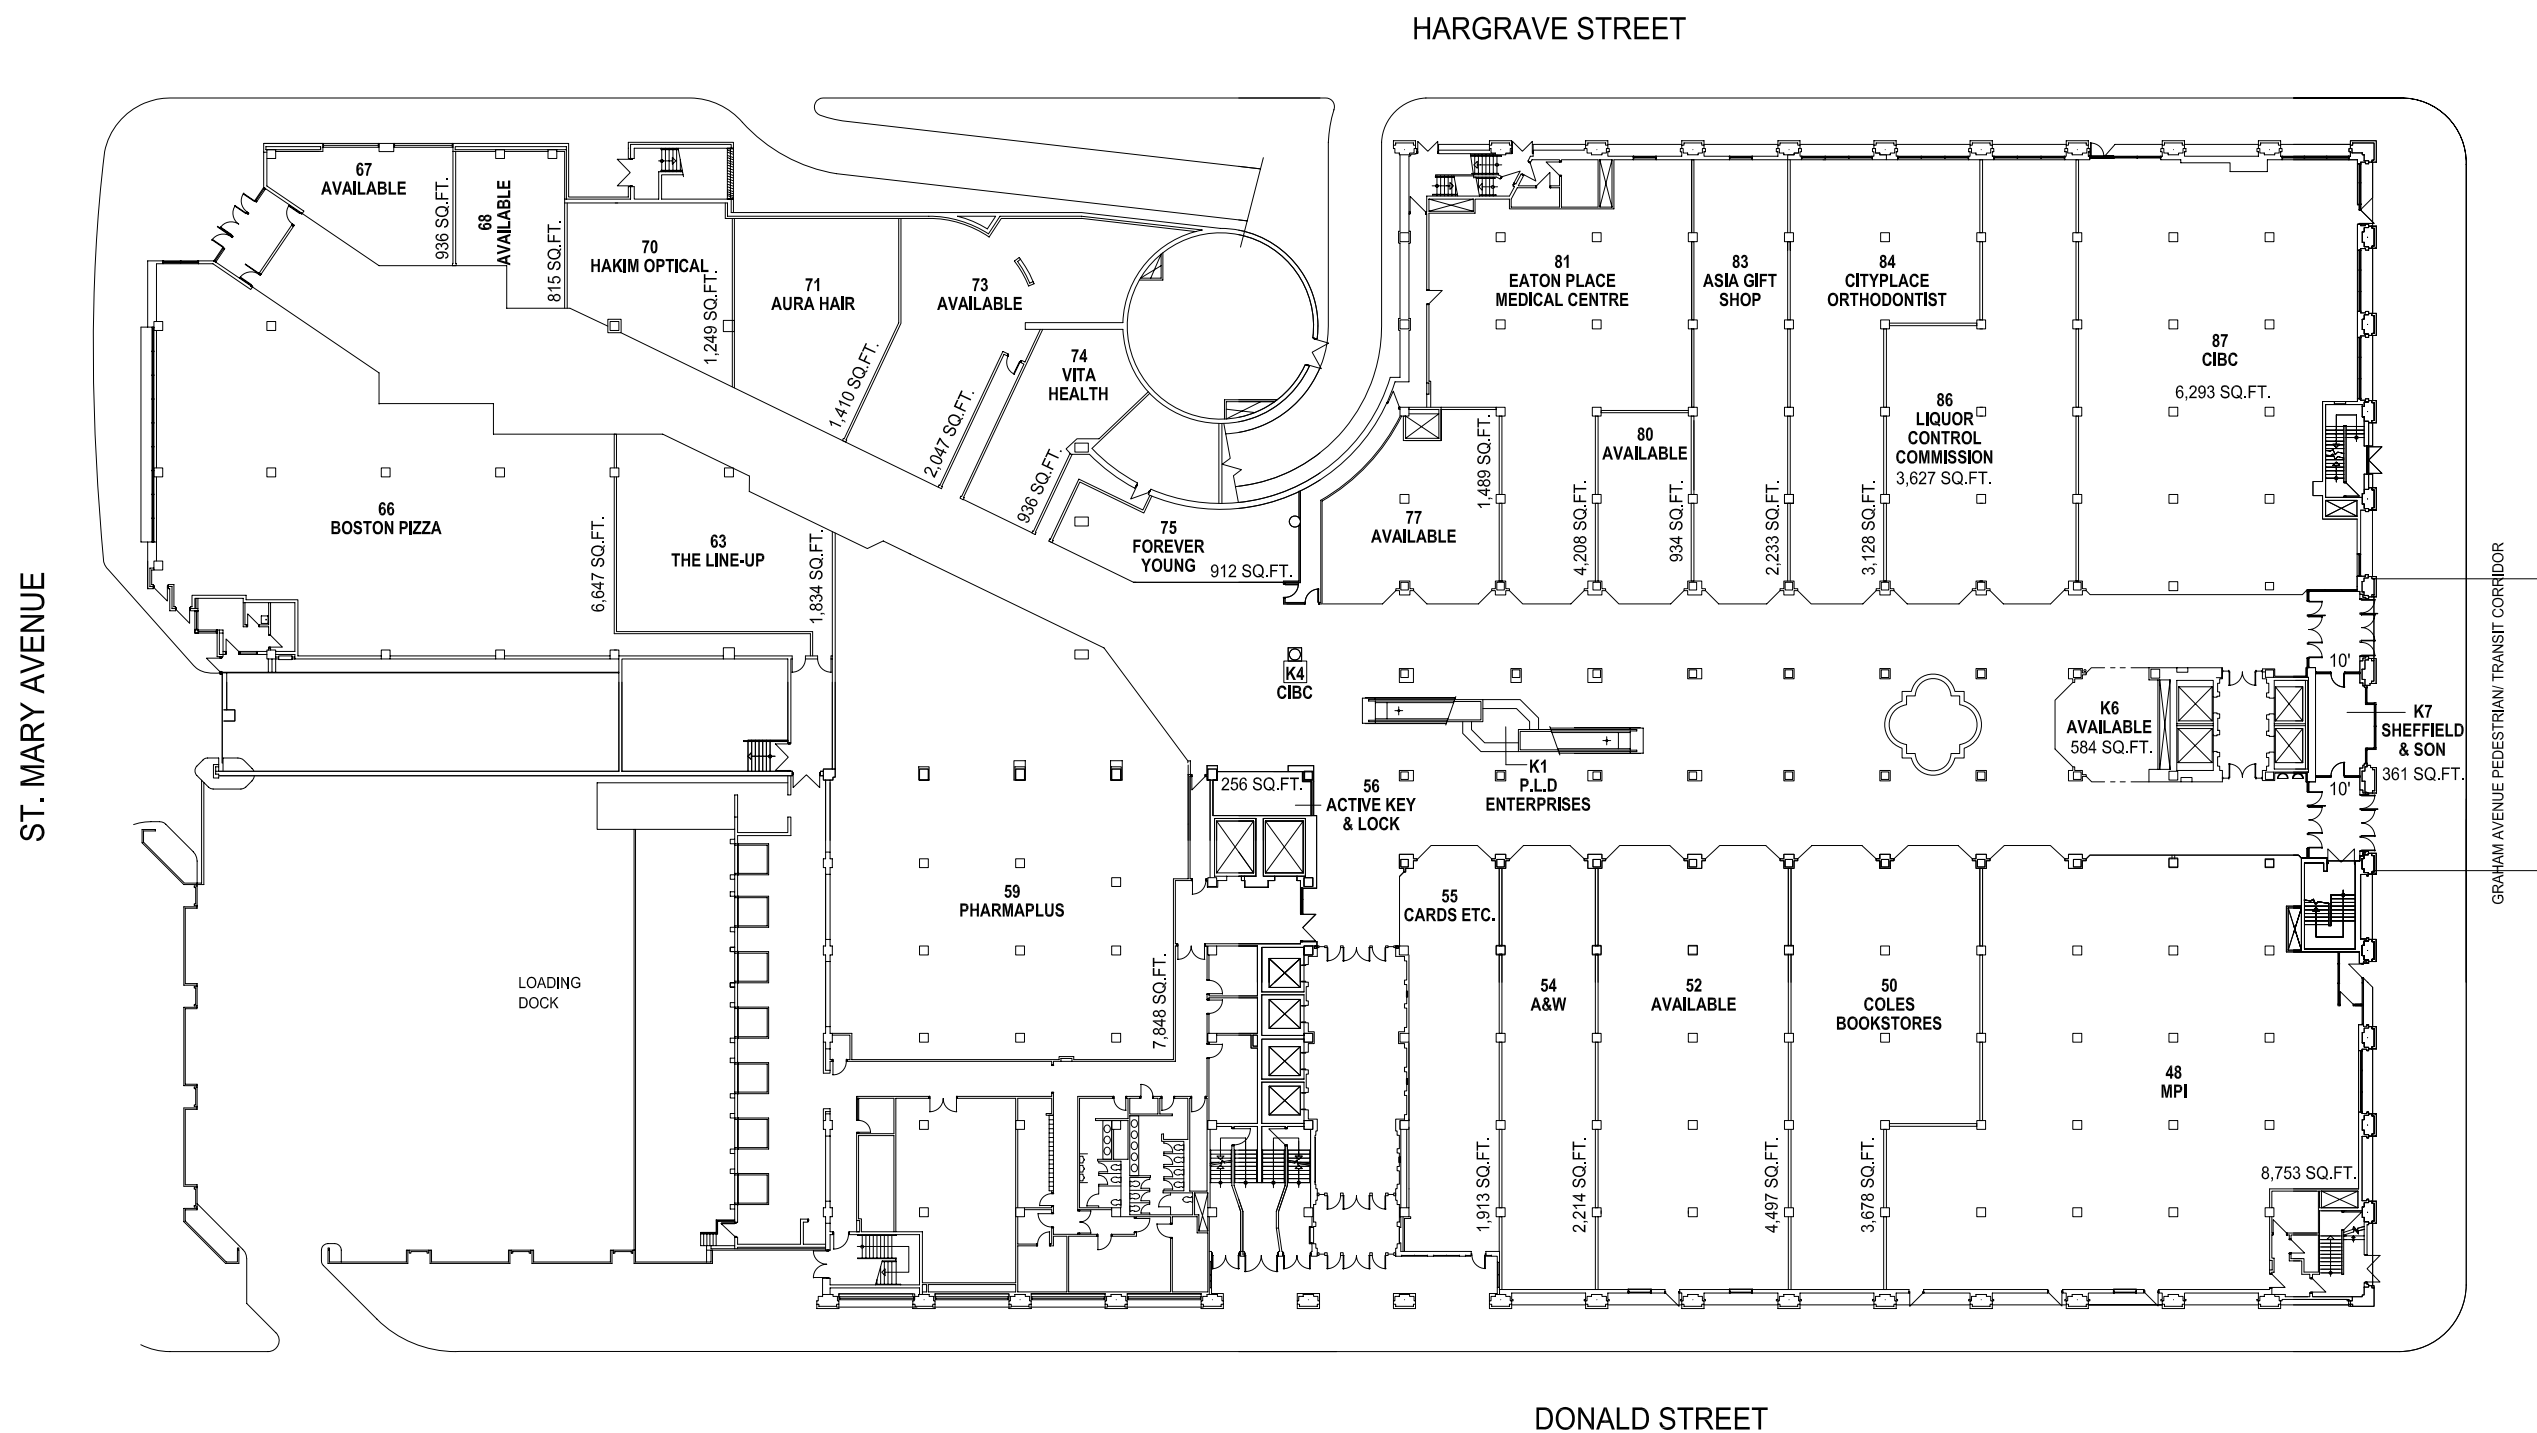 HARGRAVE STREET
67
AVAILABLE
936 SQ.FT.
68
AVAILABLE
815 SQ.FT.
70
HAKIM OPTICAL
1,249 SQ.FT.
71
AURA HAIR
1,410 SQ.FT.
73
AVAILABLE
2,047 SQ.FT.
74
VITA
HEALTH
936 SQ.FT.
75
FOREVER
YOUNG
912 SQ.FT.
77
AVAILABLE
1,489 SQ.FT.
81
EATON PLACE
MEDICAL CENTRE
4,208 SQ.FT.
80
AVAILABLE
934 SQ.FT.
83
ASIA GIFT
SHOP
2,233 SQ.FT.
84
CITYPLACE
ORTHODONTIST
3,128 SQ.FT.
86
LIQUOR
CONTROL
COMMISSION
3,627 SQ.FT.
87
CIBC
6,293 SQ.FT.
66
BOSTON PIZZA
6,647 SQ.FT.
63
THE LINE-UP
1,834 SQ.FT.
ST. MARY AVENUE
GRAHAM AVENUE PEDESTRIAN/ TRANSIT CORRIDOR
K4
CIBC
K1
P.L.D
ENTERPRISES
K6
AVAILABLE
584 SQ.FT.
10'
K7
SHEFFIELD
& SON
361 SQ.FT.
10'
256 SQ.FT.
56
ACTIVE KEY
& LOCK
59
PHARMAPLUS
7,848 SQ.FT.
LOADING
DOCK
55
CARDS ETC.
1,913 SQ.FT.
54
A&W
2,214 SQ.FT.
52
AVAILABLE
4,497 SQ.FT.
50
COLES
BOOKSTORES
3,678 SQ.FT.
48
MPI
8,753 SQ.FT.
DONALD STREET